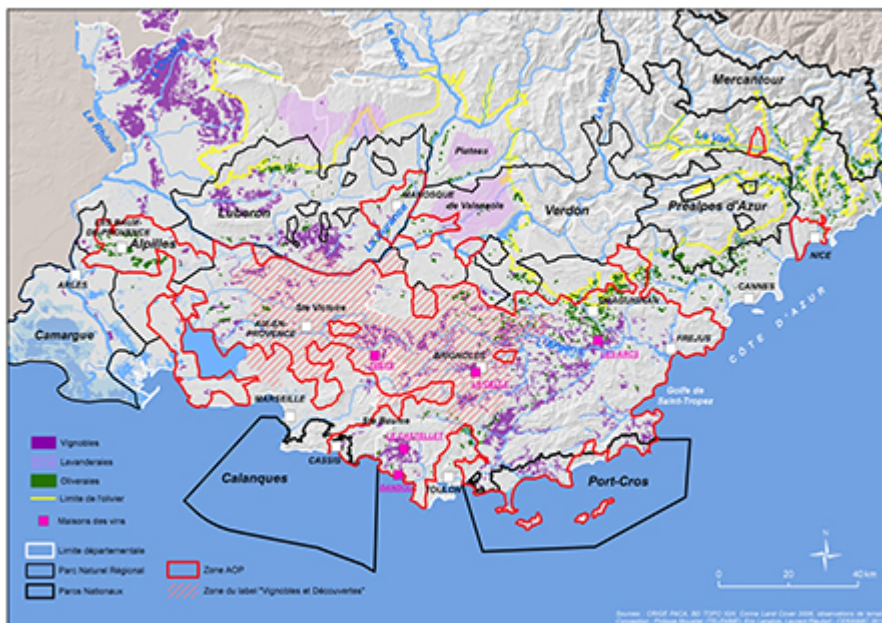 Mercantour
Le Var
Le Verdon
Le Rhône
Plateau
de Valensole
MANOSQUE
Luberon
Verdon
Préalpes d'Azur
NICE
Alpilles
CANNES
ARLES
DRAGUIGNAN
CÔTE D'AZUR
Ste Victoire
AIX-EN-
PROVENCE
Camargue
LES ARCS
FREJUS
BRIGNOLES
Golfe de
Saint-Tropez
MARSEILLE
Ste Baume
LE CASTELLET
CASSIS
BANDOL
TOULON
Calanques
Port-Cros
Vignobles
Lavanderaies
Oliveraies
Limite de l'olivier
Maisons des vins
Limite départementale
Parc Naturel Régional
Parcs Nationaux
Zone AOP
Zone du label "Vignobles et Découvertes"
N
0 20 40 km